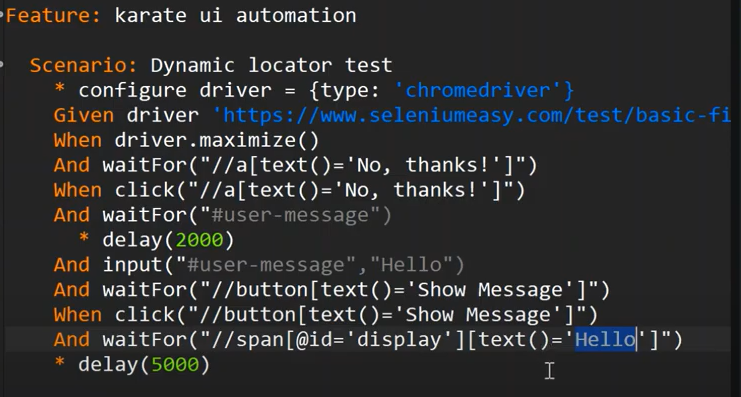 Feature: karate ui automation
Scenario: Dynamic locator test
* configure driver = {type: 'chromedriver'}
Given driver 'https://www.seleniumeasy.com/test/basic-fi
When driver.maximize()
And waitFor("//a[text()='No, thanks!']")
When click("//a[text()='No, thanks!']")
And waitFor("#user-message")
* delay(2000)
And input("#user-message","Hello")
And waitFor("//button[text()='Show Message']")
When click("//button[text()='Show Message']")
And waitFor("//span[@id='display'][text()='Hello']")
* delay(5000)